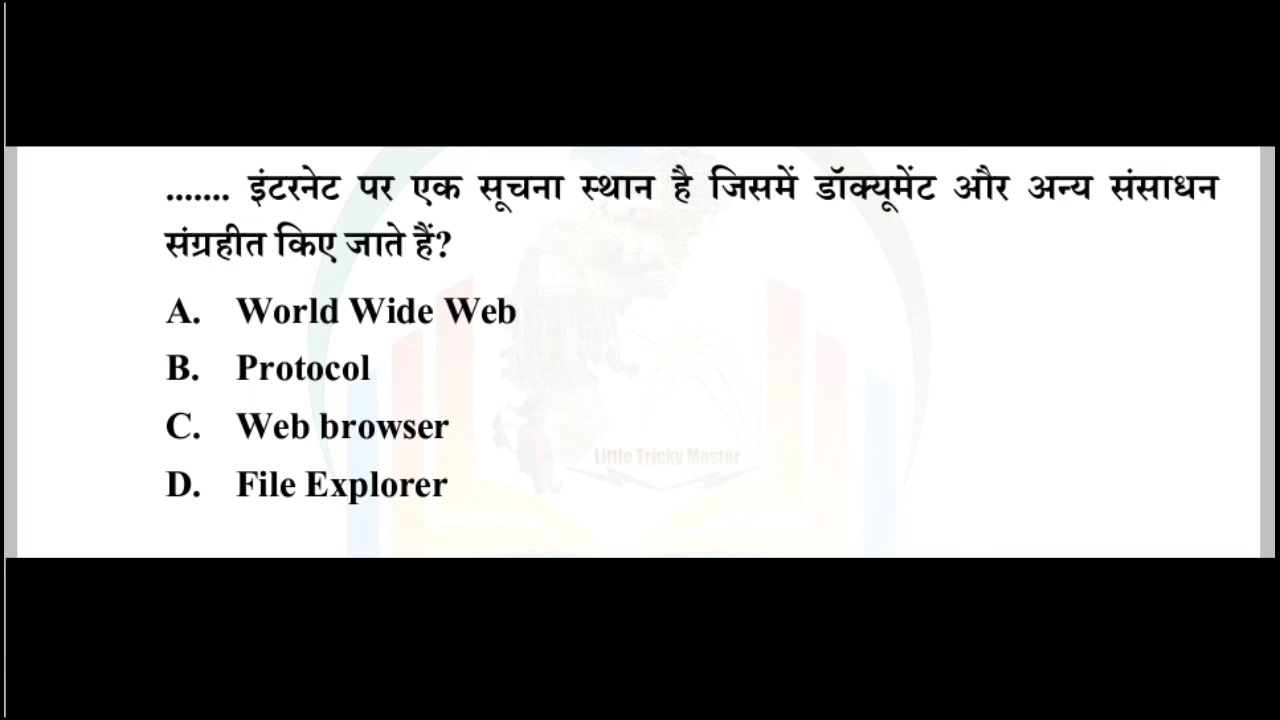 ....... इंटरनेट पर एक सूचना स्थान है जिसमें डॉक्यूमेंट और अन्य संसाधन
संग्रहीत किए जाते हैं?
A. World Wide Web
B. Protocol
C. Web browser
D. File Explorer
Little Tricky Master